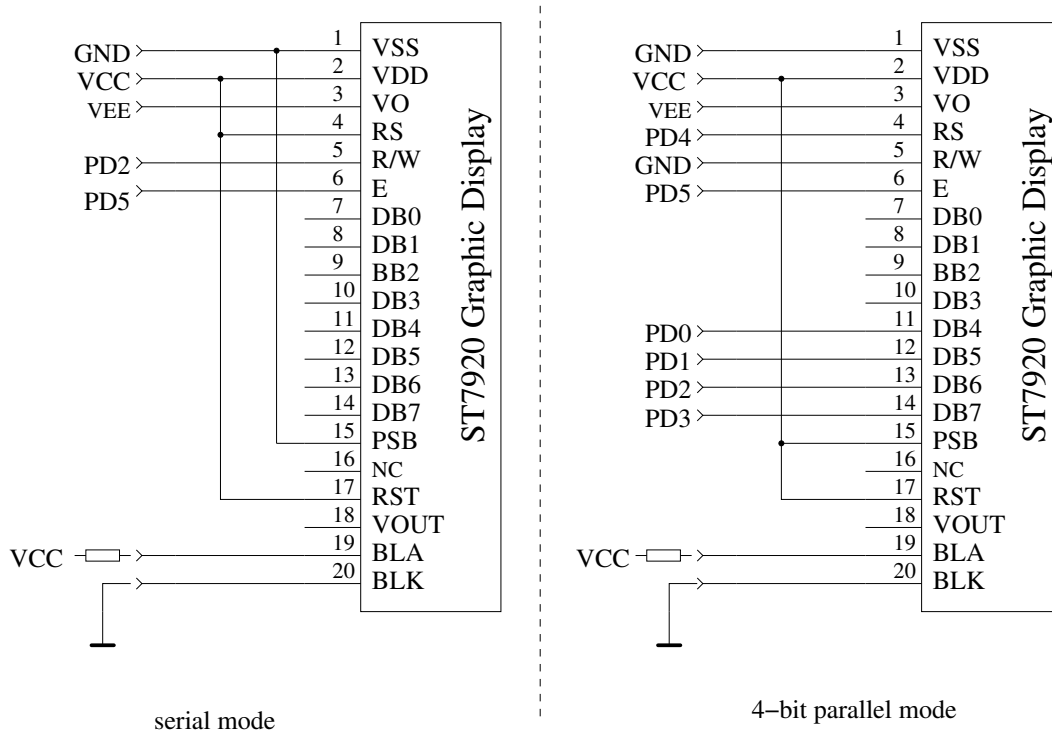 GND 1 VSS
VCC 2 VDD
VEE 3 VO
4 RS
PD2 5 R/W
PD5 6 E
7 DB0
8 DB1
9 BB2
10 DB3
11 DB4
12 DB5
13 DB6
14 DB7
15 PSB
16 NC
17 RST
18 VOUT
VCC 19 BLA
20 BLK
ST7920 Graphic Display
serial mode
GND 1 VSS
VCC 2 VDD
VEE 3 VO
PD4 4 RS
GND 5 R/W
PD5 6 E
7 DB0
8 DB1
9 BB2
10 DB3
PD0 11 DB4
PD1 12 DB5
PD2 13 DB6
PD3 14 DB7
15 PSB
16 NC
17 RST
18 VOUT
VCC 19 BLA
20 BLK
ST7920 Graphic Display
4−bit parallel mode